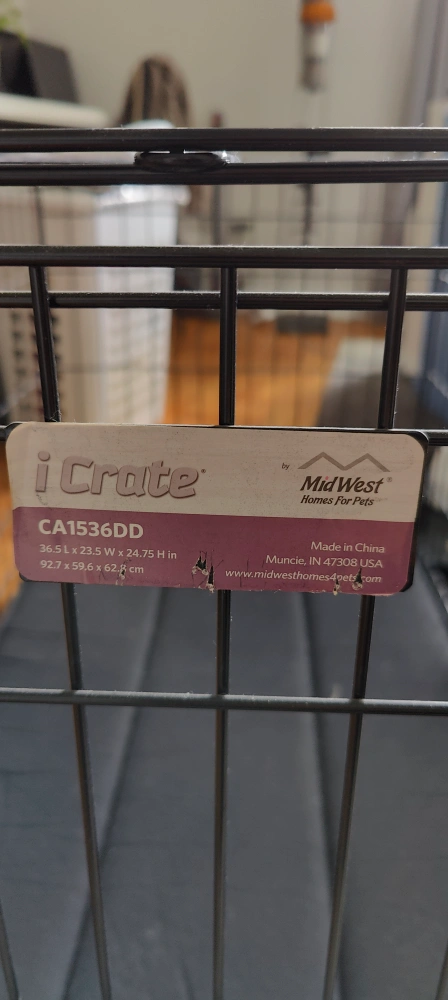 i Crate®
by MidWest®
Homes For Pets
CA1536DD
36.5 L x 23.5 W x 24.75 H in
92.7 x 59.6 x 62.8 cm
Made in China
Muncie, IN 47308 USA
www.midwesthomes4pets.com